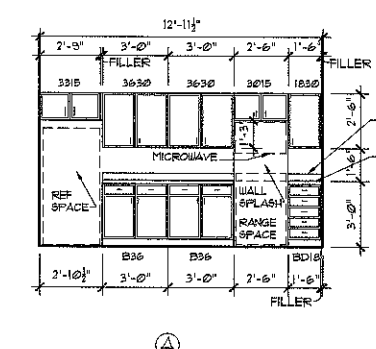 12'-11½"
2'-9" 3'-0" 3'-0" 2'-6" 1'-6"
FILLER FILLER
3315 3630 3630 3015 1830
2'-6"
1'-3"
MICROWAVE
1'-6"
REF SPACE
WALL SPLASH
RANGE SPACE
3'-0"
B36 B36 BD18
2'-10½" 3'-0" 3'-0" 2'-6" 1'-6"
FILLER
A